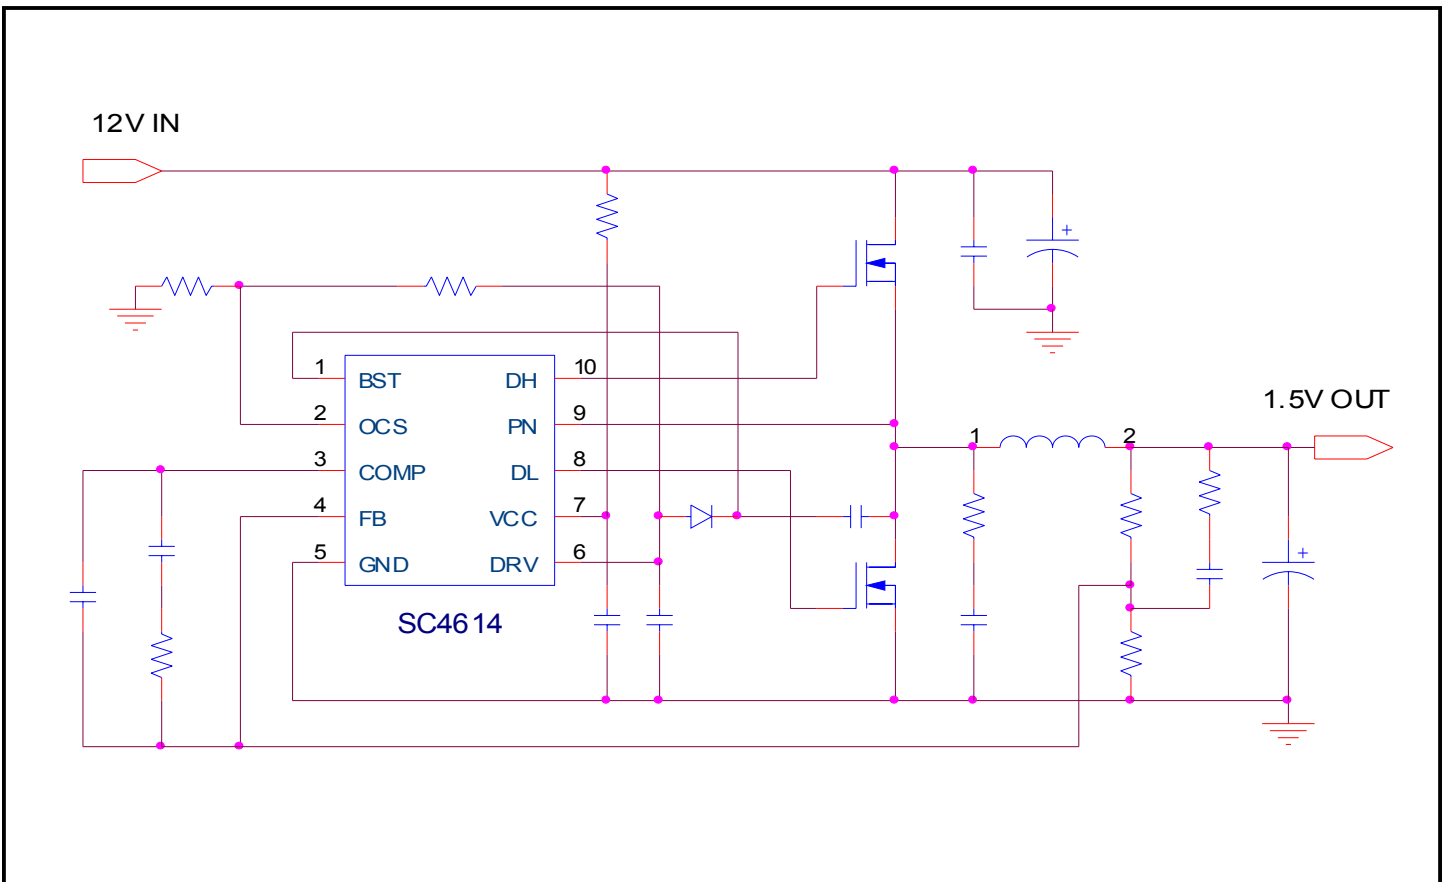 12V IN
1.5V OUT
1 BST DH 10
2 OCS PN 9
3 COMP DL 8
4 FB VCC 7
5 GND DRV 6
SC4614
1 2
+
+